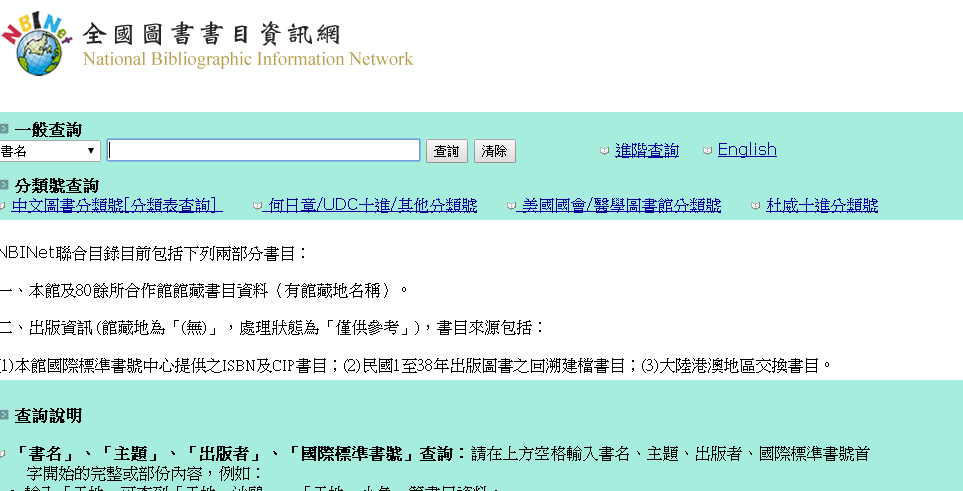 NBINet
全國圖書書目資訊網
National Bibliographic Information Network
一般查詢
書名 查詢 清除 進階查詢 English
分類號查詢
中文圖書分類號[分類表查詢] 何日章/UDC十進/其他分類號 美國國會/醫學圖書館分類號 杜威十進分類號
NBINet聯合目錄目前包括下列兩部分書目：
一、本館及80餘所合作館館藏書目資料（有館藏地名稱）。
二、出版資訊(館藏地為「(無)」，處理狀態為「僅供參考」)，書目來源包括：
(1)本館國際標準書號中心提供之ISBN及CIP書目；(2)民國1至38年出版圖書之回溯建檔書目；(3)大陸港澳地區交換書目。
查詢說明
「書名」、「主題」、「出版者」、「國際標準書號」查詢：請在上方空格輸入書名、主題、出版者、國際標準書號首
字開始的完整或部份內容，例如：